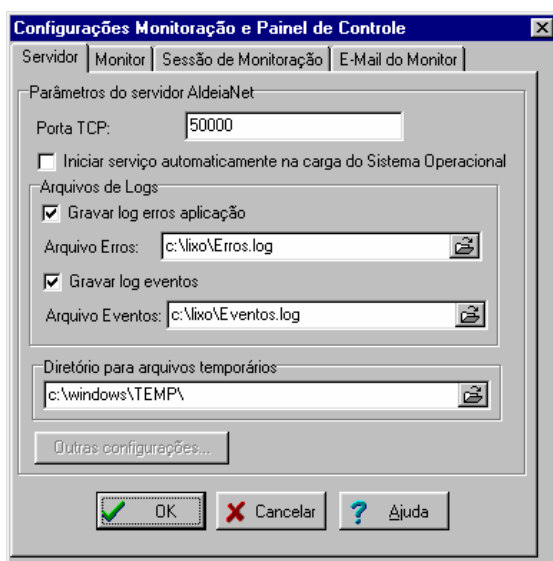 Configurações Monitoração e Painel de Controle
Servidor Monitor Sessão de Monitoração E-Mail do Monitor
Parâmetros do servidor AldeiaNet
Porta TCP: 50000
Iniciar serviço automaticamente na carga do Sistema Operacional
Arquivos de Logs
Gravar log erros aplicação
Arquivo Erros: c:\lixo\Erros.log
Gravar log eventos
Arquivo Eventos: c:\lixo\Eventos.log
Diretório para arquivos temporários
c:\windows\TEMP\
Outras configurações...
OK Cancelar Ajuda